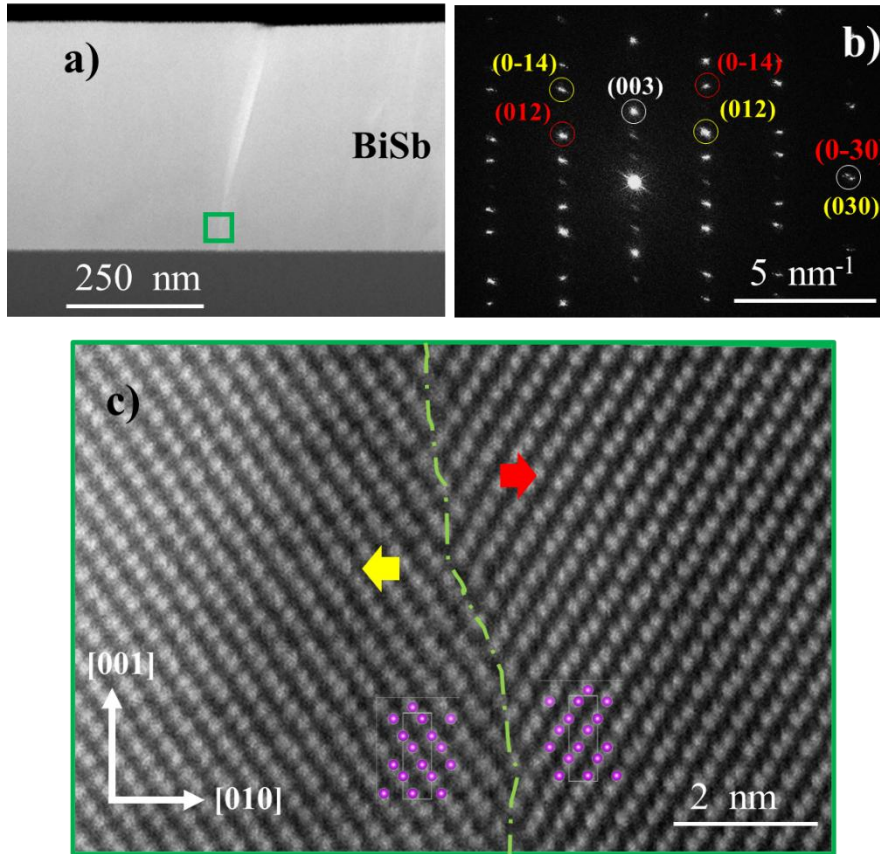 a)
BiSb
250 nm
b)
(0-14)
(0-14)
(003)
(012)
(012)
(0-30)
(030)
5 nm-1
c)
[001]
[010]
2 nm